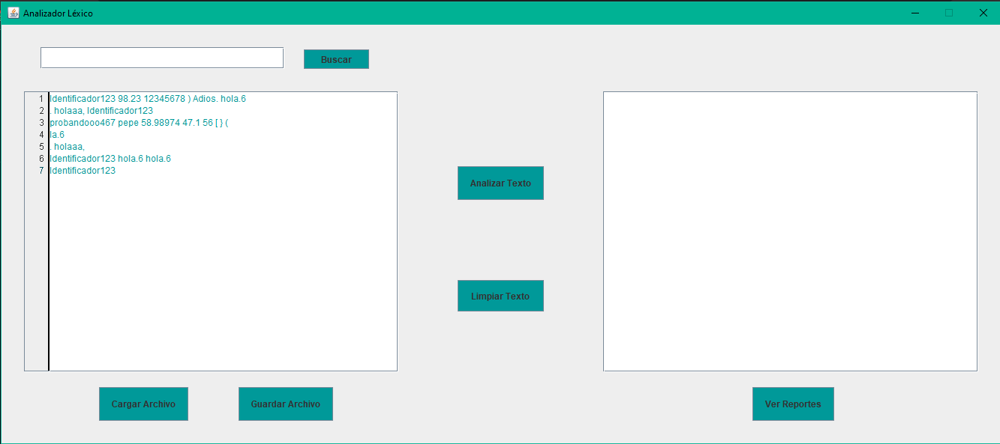 Analizador Léxico
Buscar
1 Identificador123 98.23 12345678 ) Adios. hola.6
2 . holaaa, Identificador123
3 probandooo467 pepe 58.98974 47.1 56 [ } (
4 la.6
5 . holaaa,
6 Identificador123 hola.6 hola.6
7 Identificador123
Analizar Texto
Limpiar Texto
Cargar Archivo
Guardar Archivo
Ver Reportes